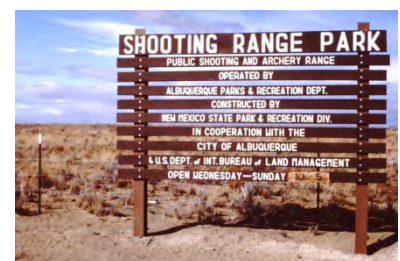 SHOOTING RANGE PARK
PUBLIC SHOOTING AND ARCHERY RANGE
OPERATED BY
ALBUQUERQUE PARKS & RECREATION DEPT.
CONSTRUCTED BY
NEW MEXICO STATE PARK & RECREATION DIV.
IN COOPERATION WITH THE
CITY OF ALBUQUERQUE
& U.S. DEPT. of INT. BUREAU of LAND MANAGEMENT
OPEN WEDNESDAY—SUNDAY